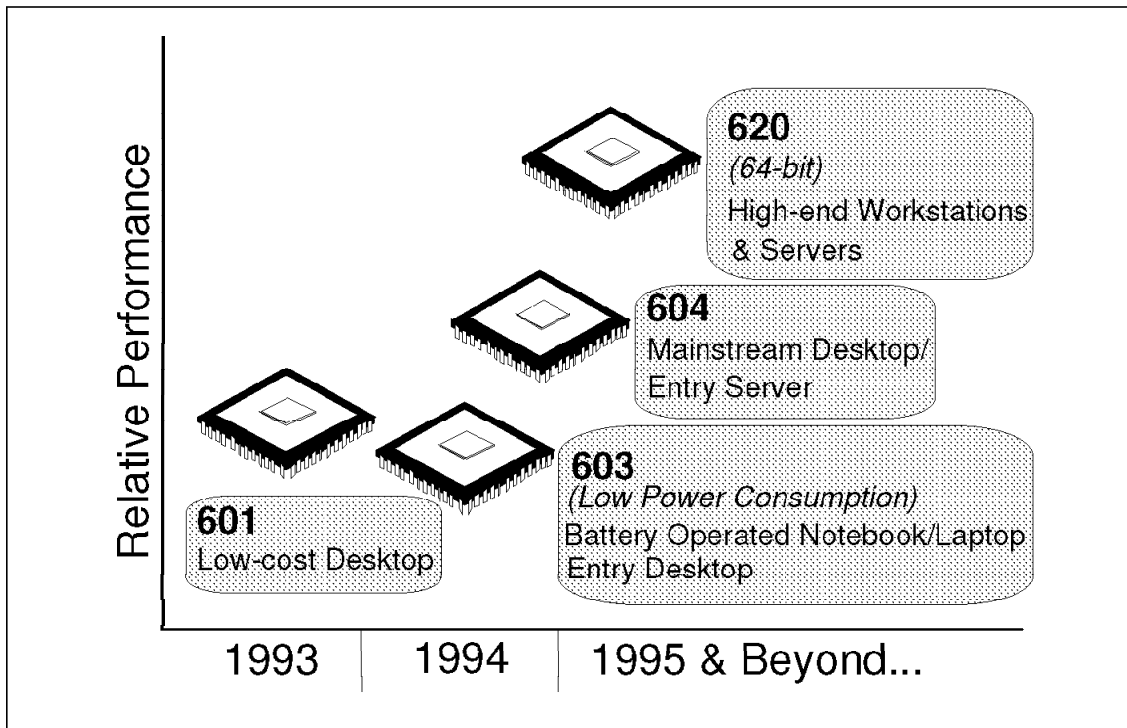 Relative Performance
620
(64-bit)
High-end Workstations
& Servers
604
Mainstream Desktop/
Entry Server
603
(Low Power Consumption)
Battery Operated Notebook/Laptop
Entry Desktop
601
Low-cost Desktop
1993
1994
1995 & Beyond...